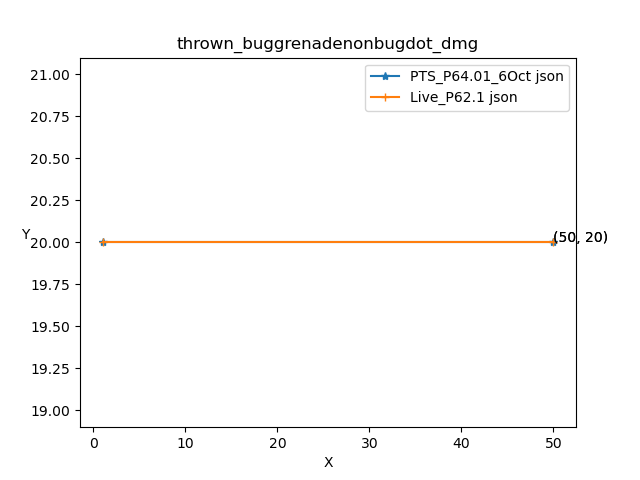 thrown_buggrenadenonbugdot_dmg
PTS_P64.01_6Oct json
Live_P62.1 json
21.00
20.75
20.50
20.25
20.00
19.75
19.50
19.25
19.00
Y
(50, 20)
0 10 20 30 40 50
X